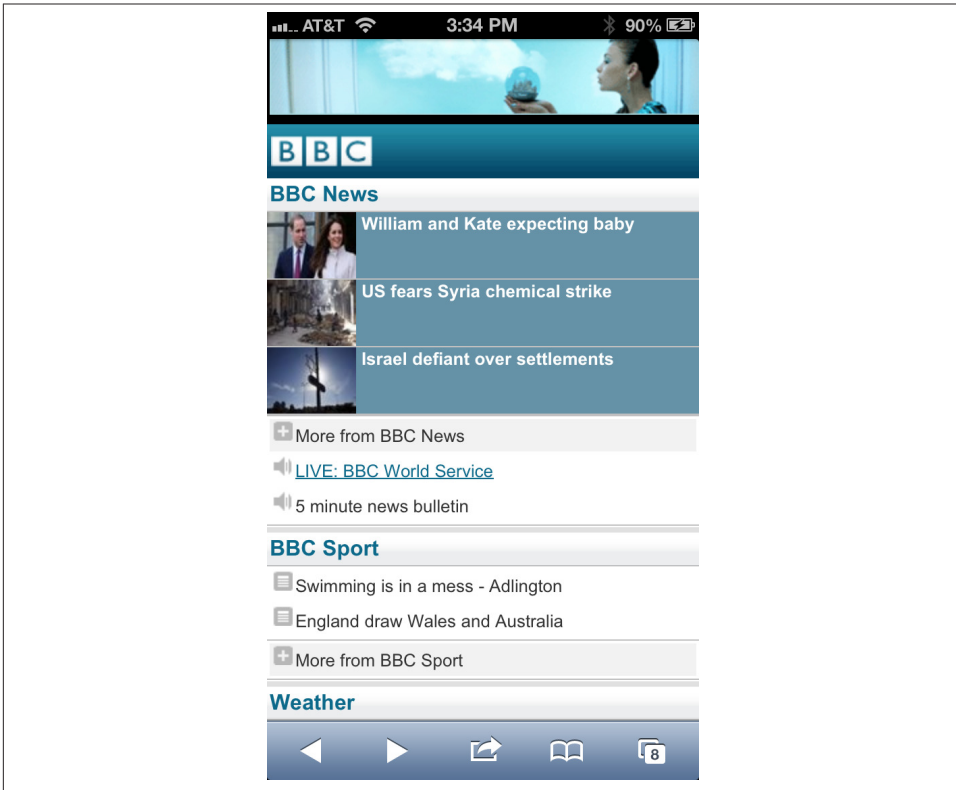 AT&T 3:34 PM 90%
BBC
BBC News
William and Kate expecting baby
US fears Syria chemical strike
Israel defiant over settlements
More from BBC News
LIVE: BBC World Service
5 minute news bulletin
BBC Sport
Swimming is in a mess - Adlington
England draw Wales and Australia
More from BBC Sport
Weather
8